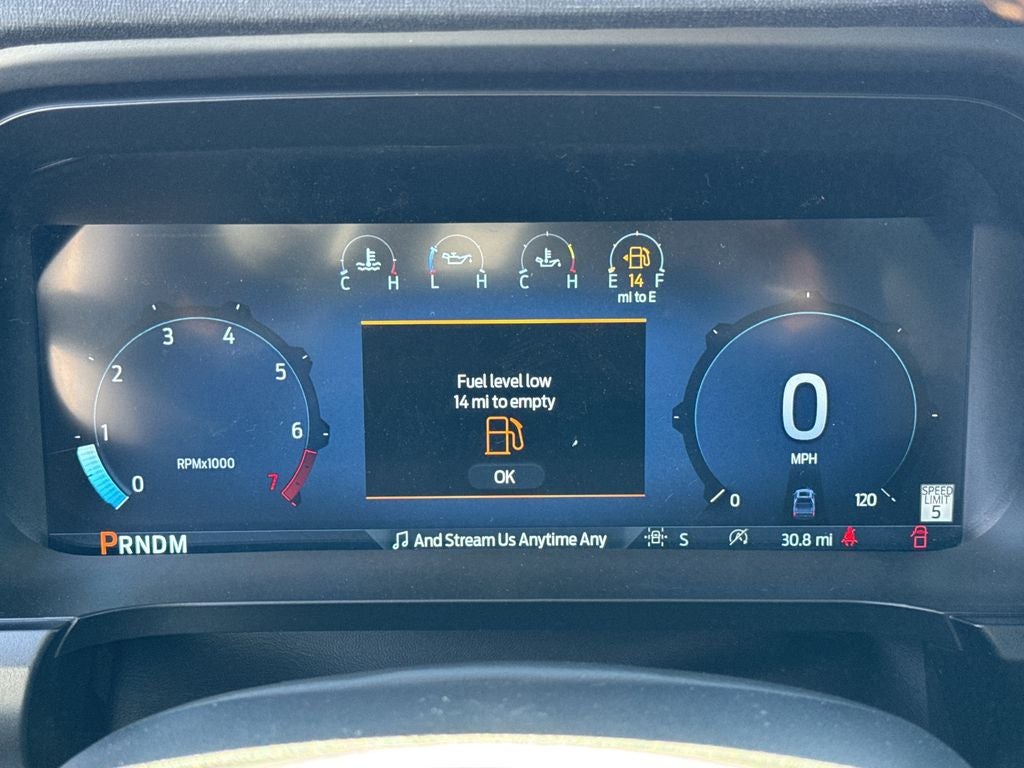 C H
L H
C H
E 14 F
mi to E
0
1
2
3
4
5
6
7
RPMx1000
Fuel level low
14 mi to empty
OK
0
MPH
0
120
SPEED
LIMIT
5
PRNDM
And Stream Us Anytime Any
S
30.8 mi